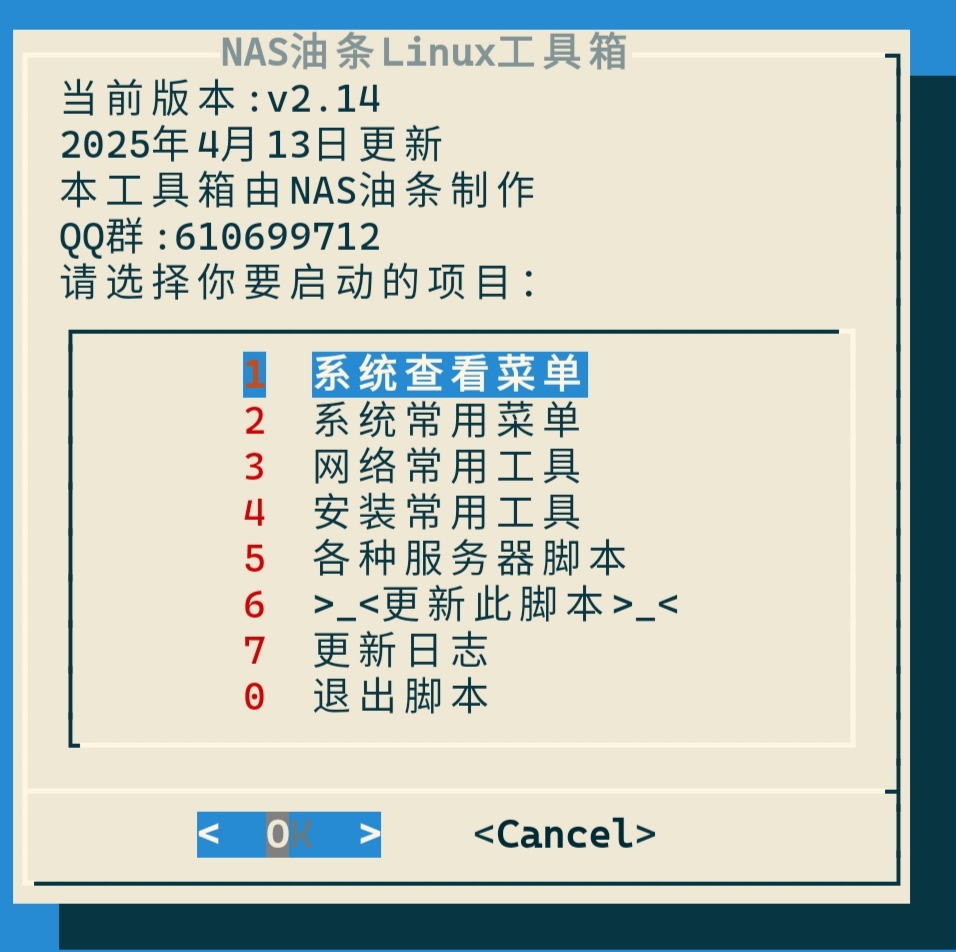 NAS油条Linux工具箱
当前版本:v2.14
2025年4月13日更新
本工具箱由NAS油条制作
QQ群:610699712
请选择你要启动的项目:
1 系统查看菜单
2 系统常用菜单
3 网络常用工具
4 安装常用工具
5 各种服务器脚本
6 >_<更新此脚本>_<
7 更新日志
0 退出脚本
< OK > <Cancel>